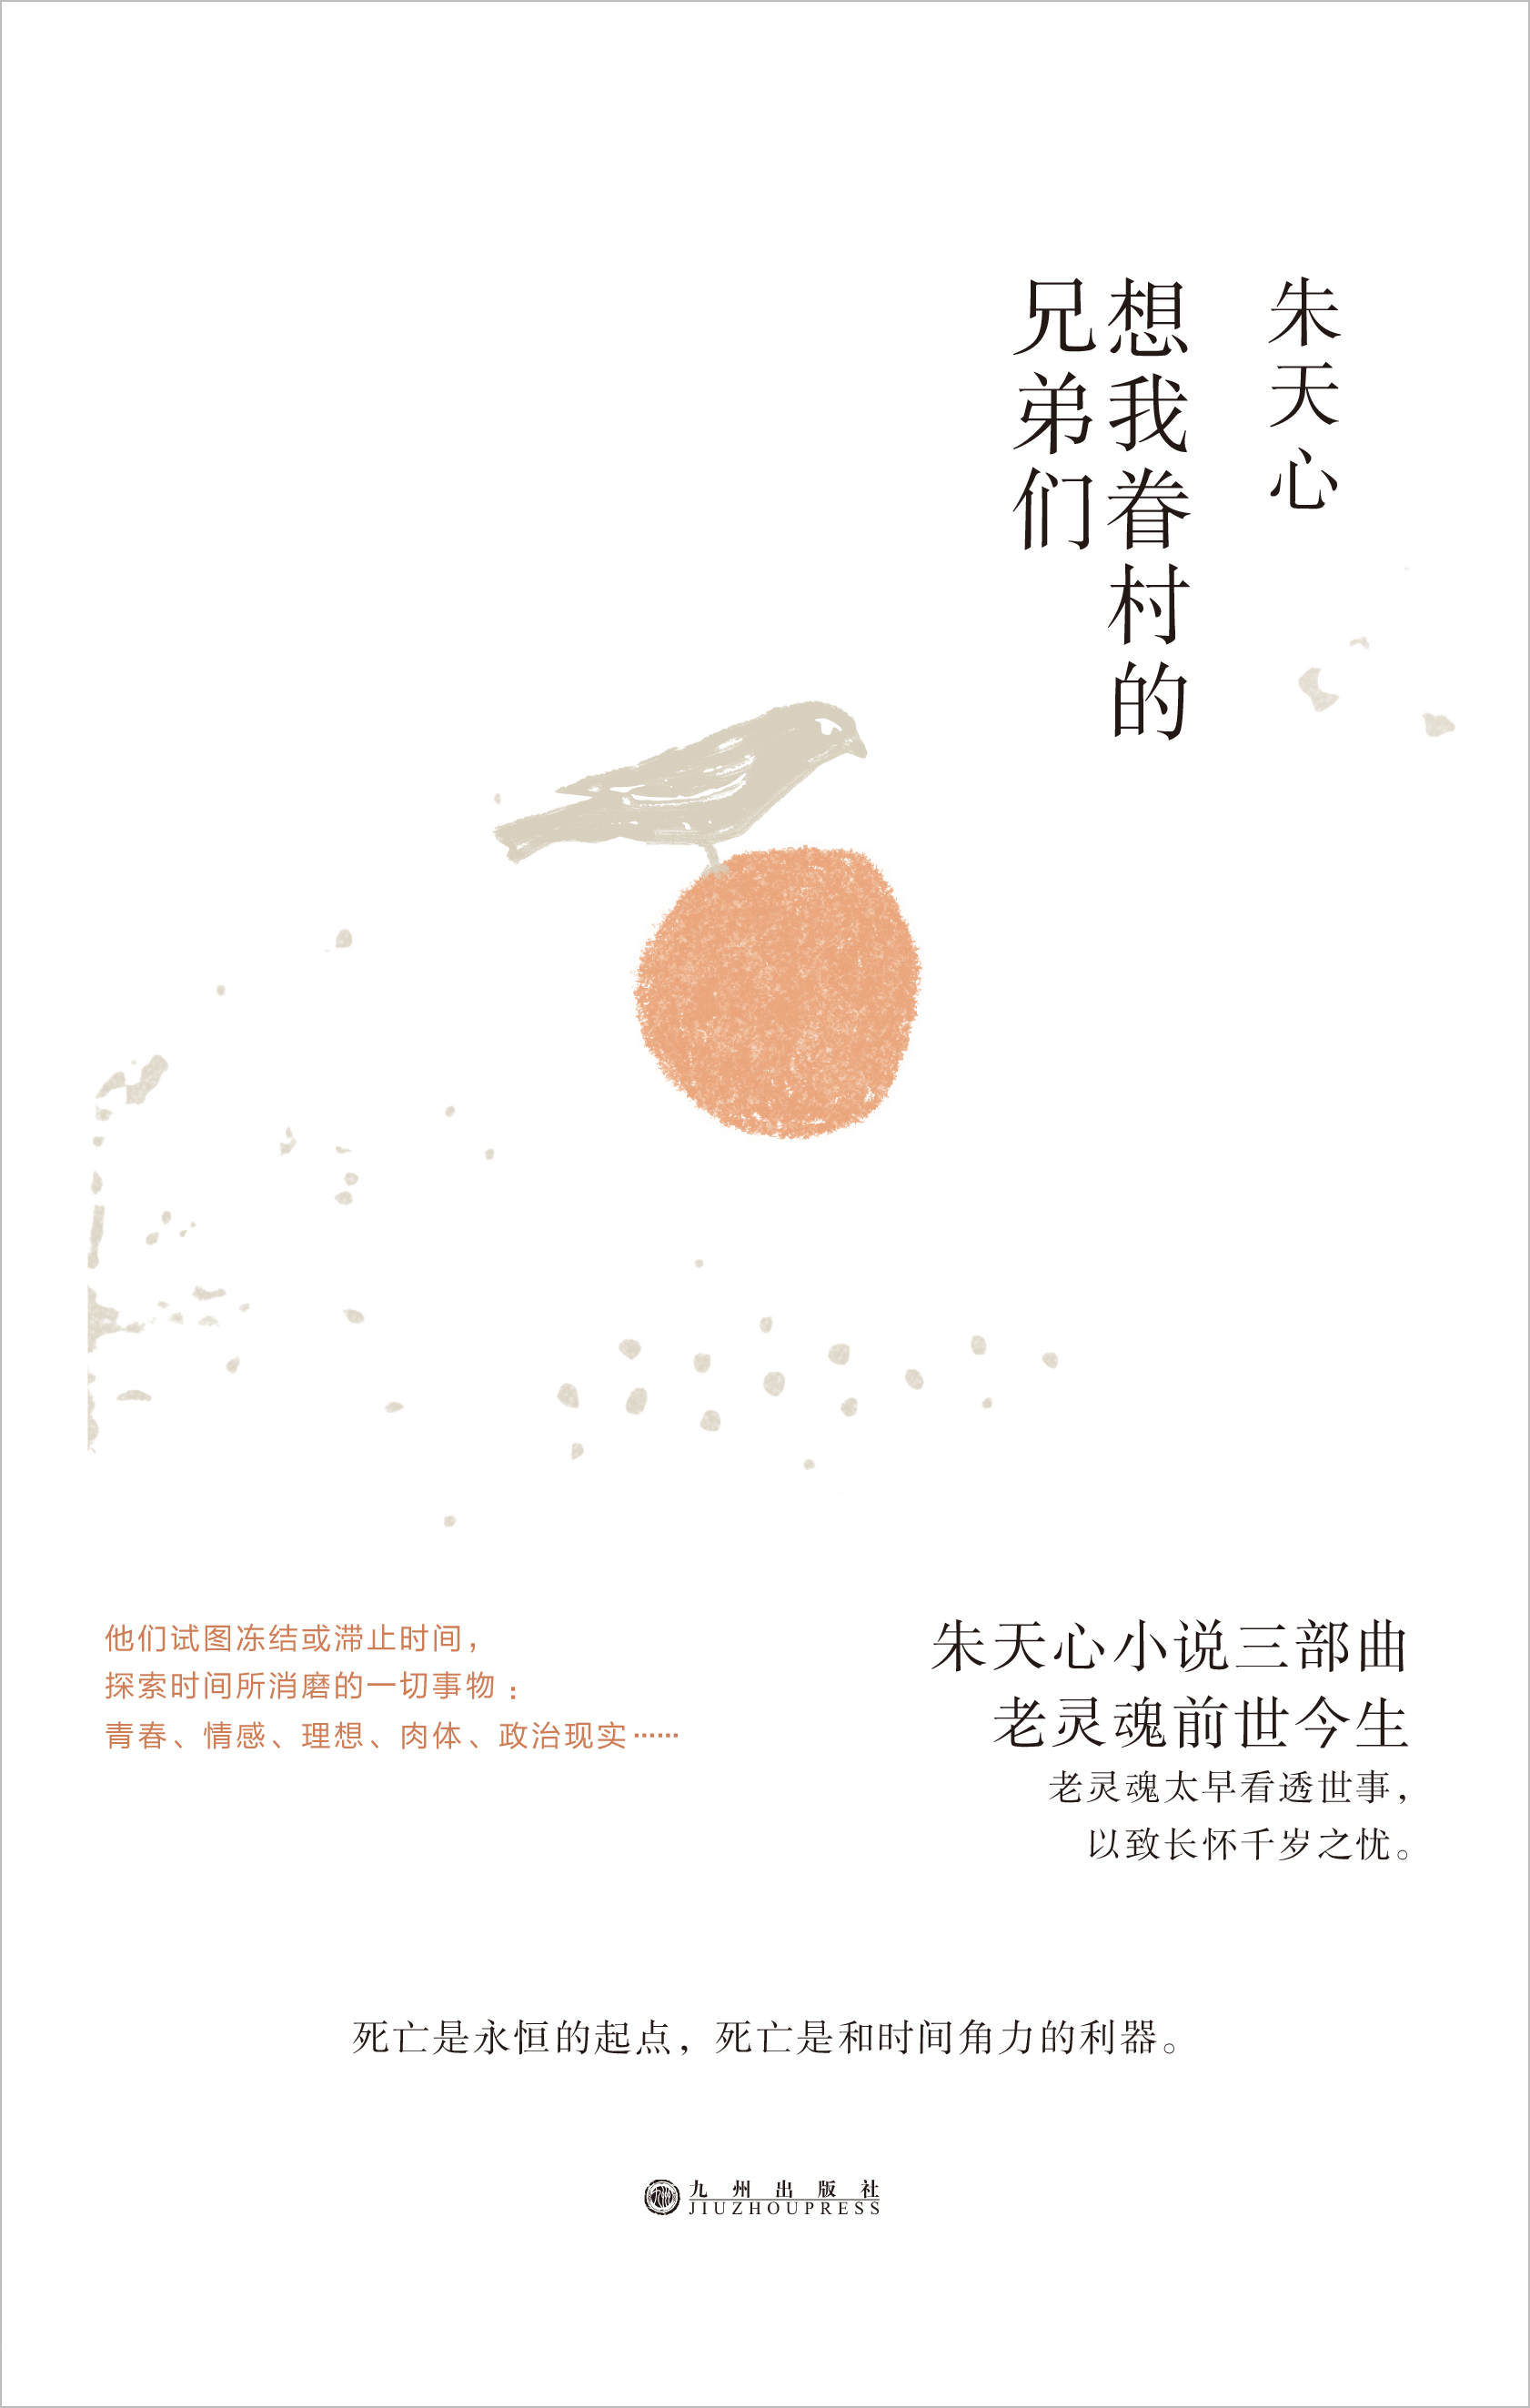 朱天心
想我眷村的
兄弟们
他们试图冻结或滞止时间，
探索时间所消磨的一切事物：
青春、情感、理想、肉体、政治现实……
朱天心小说三部曲
老灵魂前世今生
老灵魂太早看透世事，
以致长怀千岁之忧。
死亡是永恒的起点，死亡是和时间角力的利器。
九州出版社
JIUZHOUPRESS